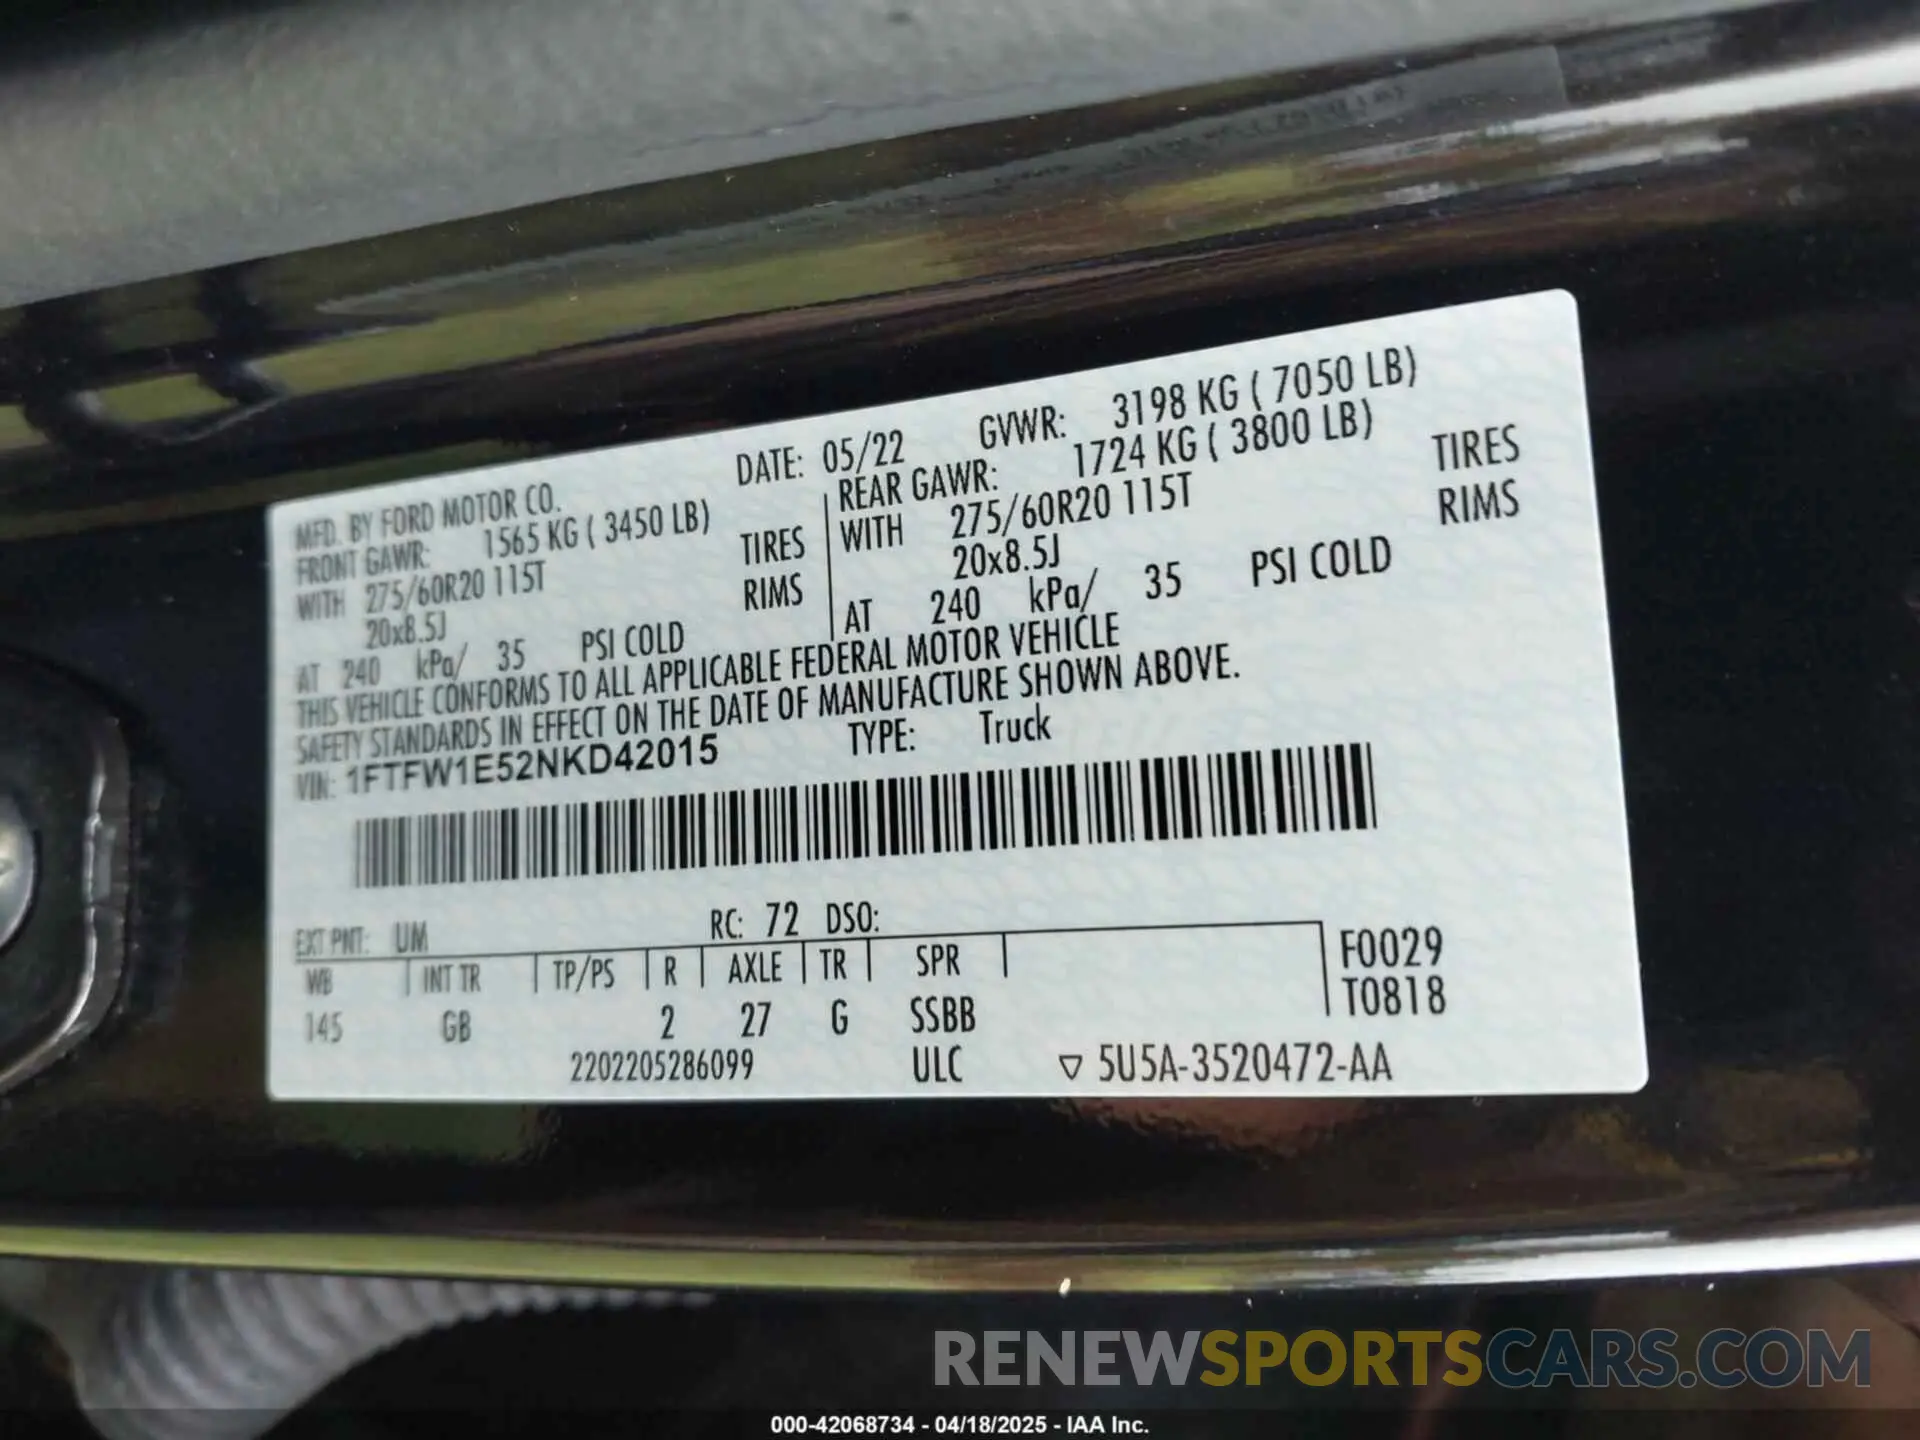 MFD. BY FORD MOTOR CO. DATE: 05/22 GVWR: 3198 KG ( 7050 LB)
FRONT GAWR: 1565 KG ( 3450 LB) REAR GAWR: 1724 KG ( 3800 LB)
WITH 275/60R20 115T TIRES WITH 275/60R20 115T TIRES
20x8.5J RIMS 20x8.5J RIMS
AT 240 kPa/ 35 PSI COLD AT 240 kPa/ 35 PSI COLD
THIS VEHICLE CONFORMS TO ALL APPLICABLE FEDERAL MOTOR VEHICLE
SAFETY STANDARDS IN EFFECT ON THE DATE OF MANUFACTURE SHOWN ABOVE.
VIN: 1FTFW1E52NKD42015 TYPE: Truck
EXT PNT: UM RC: 72 DSO:
WB INT TR TP/PS R AXLE TR SPR F0029
145 GB 2 27 G SSBB T0818
2202205286099 ULC ▽ 5U5A-3520472-AA
RENEWSPORTSCARS.COM
000-42068734 - 04/18/2025 - IAA Inc.